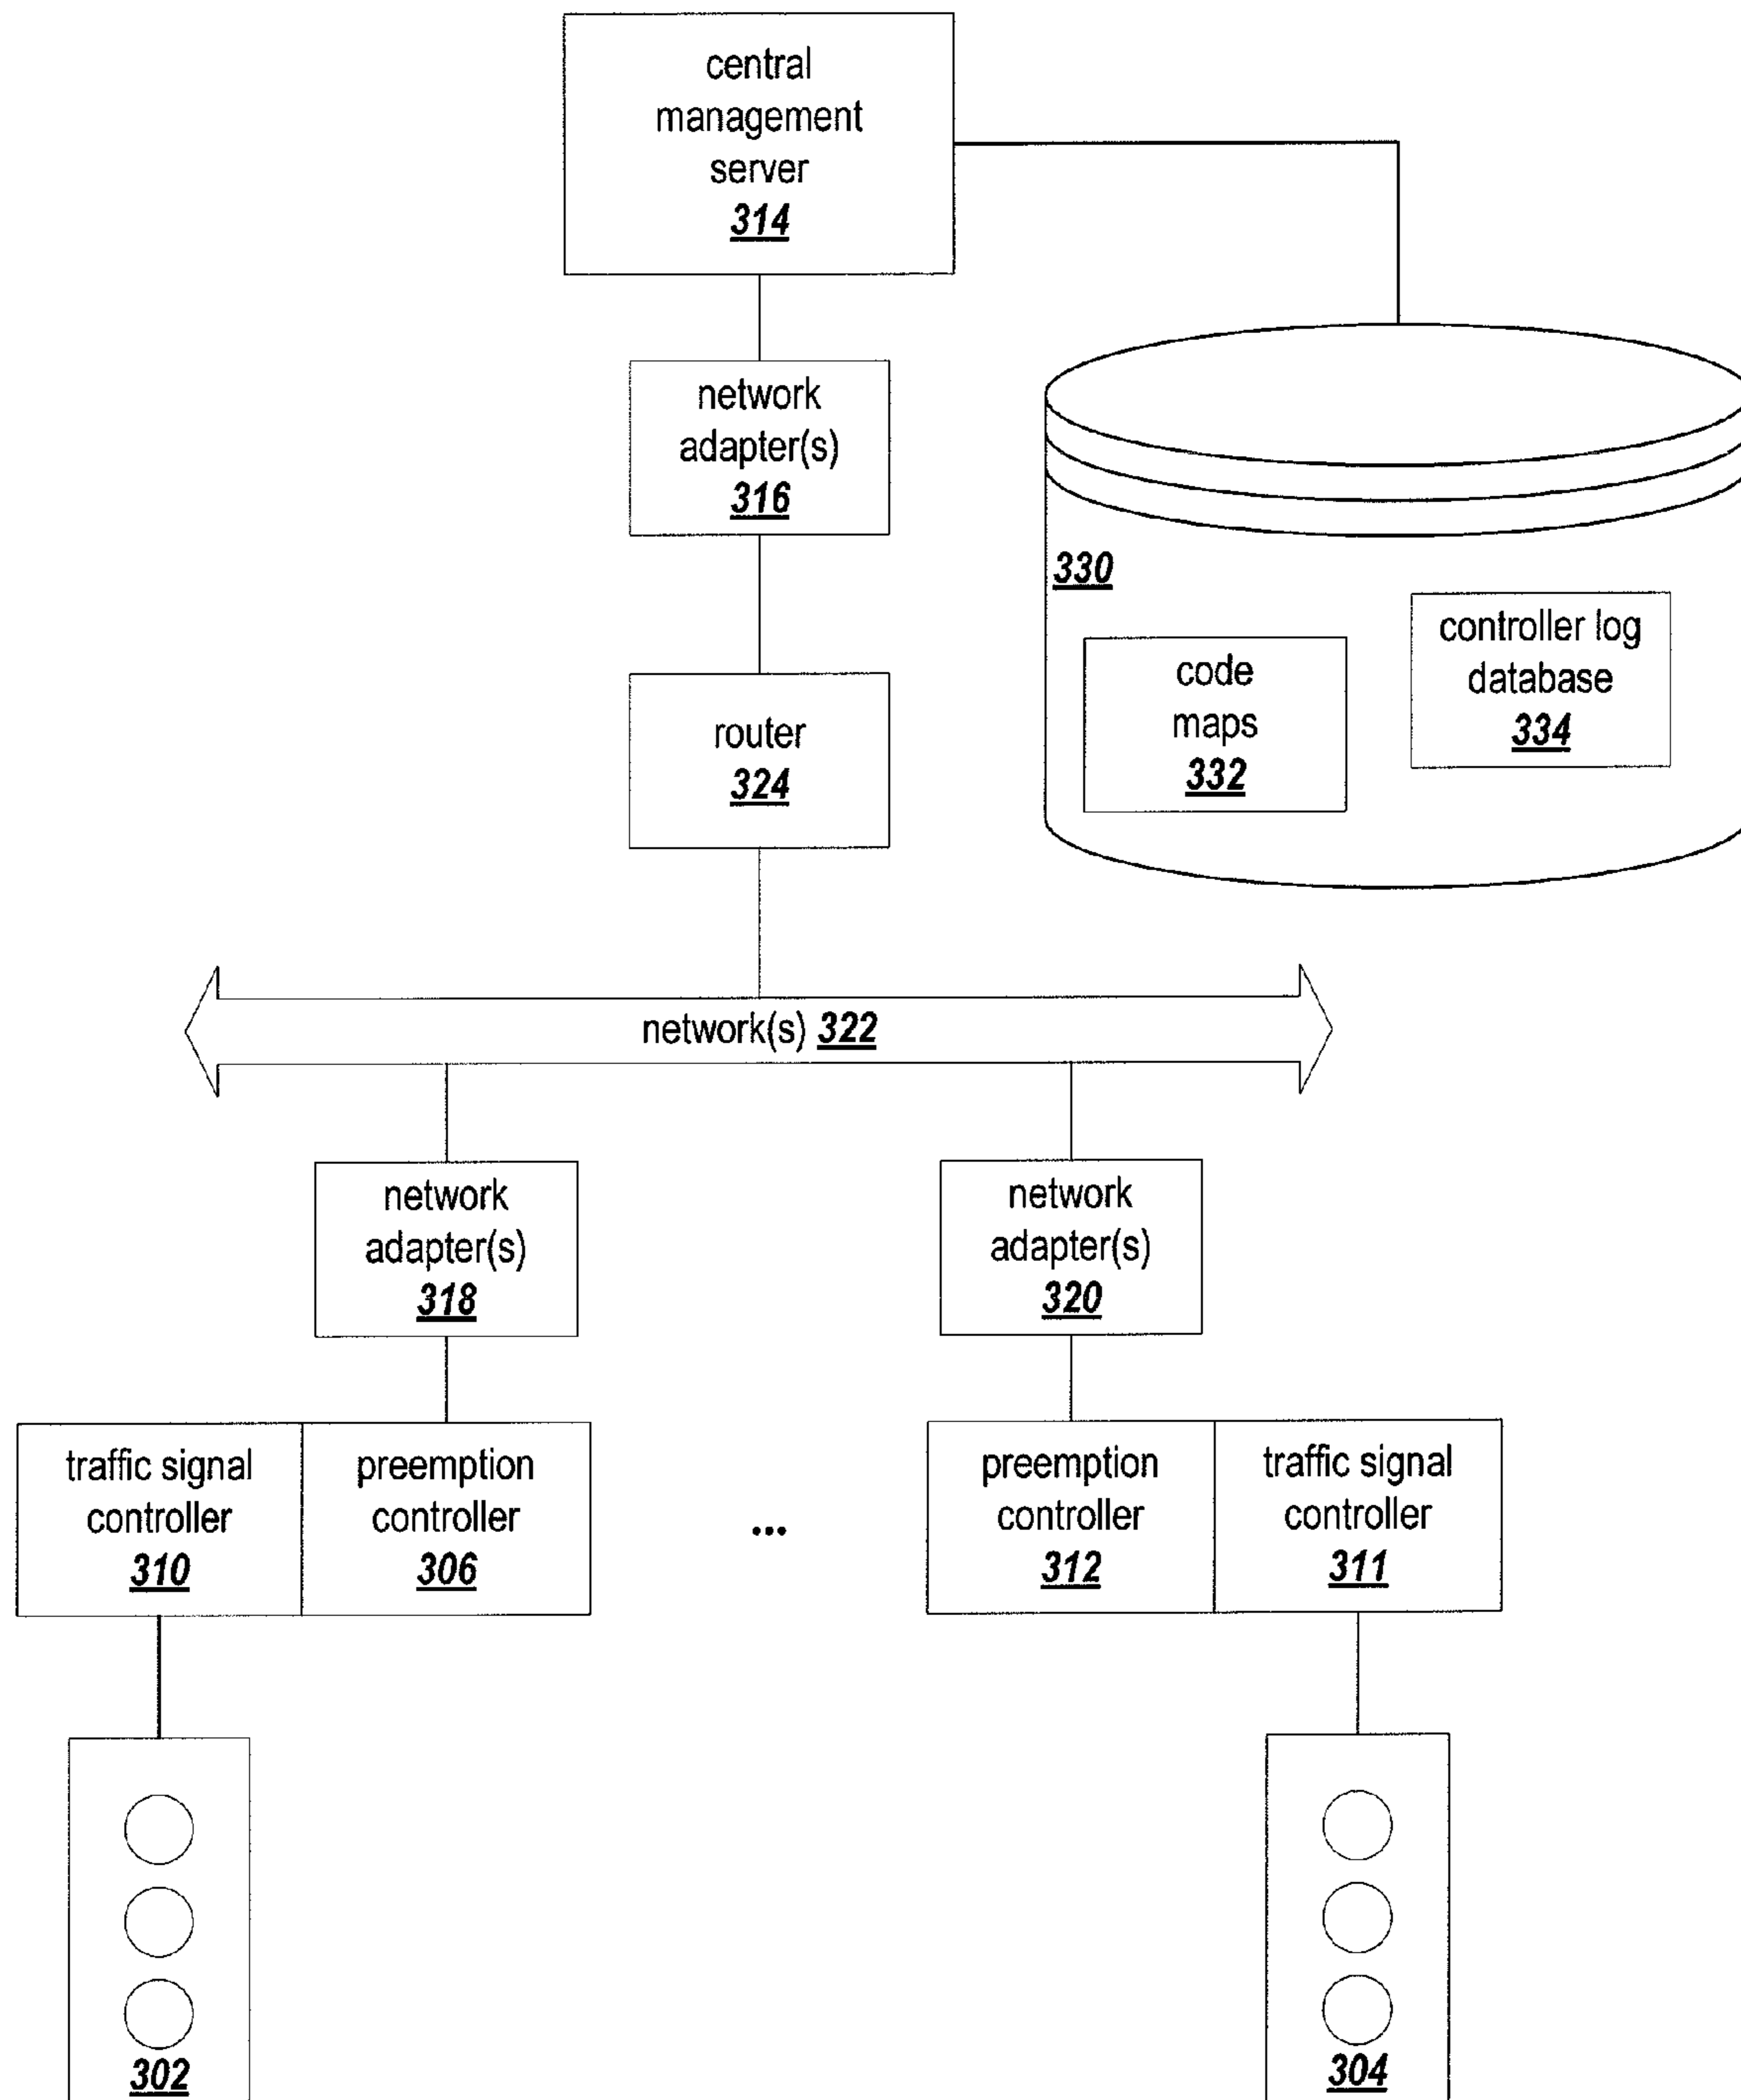 central
management
server
314
network
adapter(s)
316
330
controller log
database
334
code
maps
332
router
324
network(s) 322
network
adapter(s)
318
network
adapter(s)
320
traffic signal
controller
310
preemption
controller
306
...
preemption
controller
312
traffic signal
controller
311
302
304